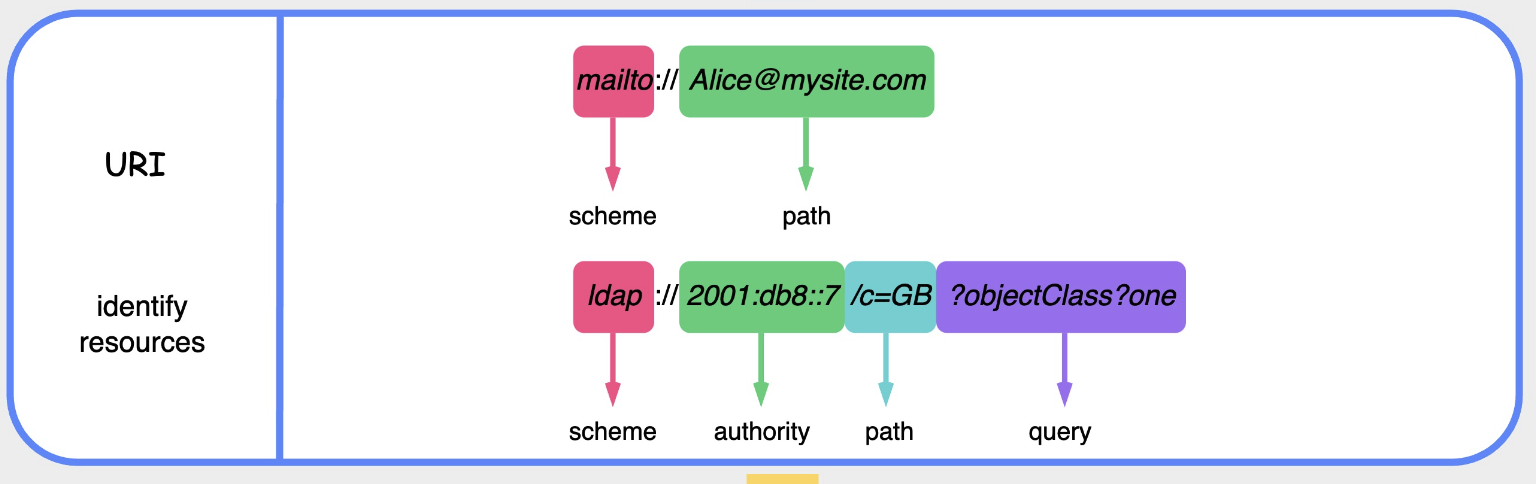 URI
identify
resources
mailto:// Alice@mysite.com
scheme path
ldap :// 2001:db8::7 /c=GB ?objectClass?one
scheme authority path query